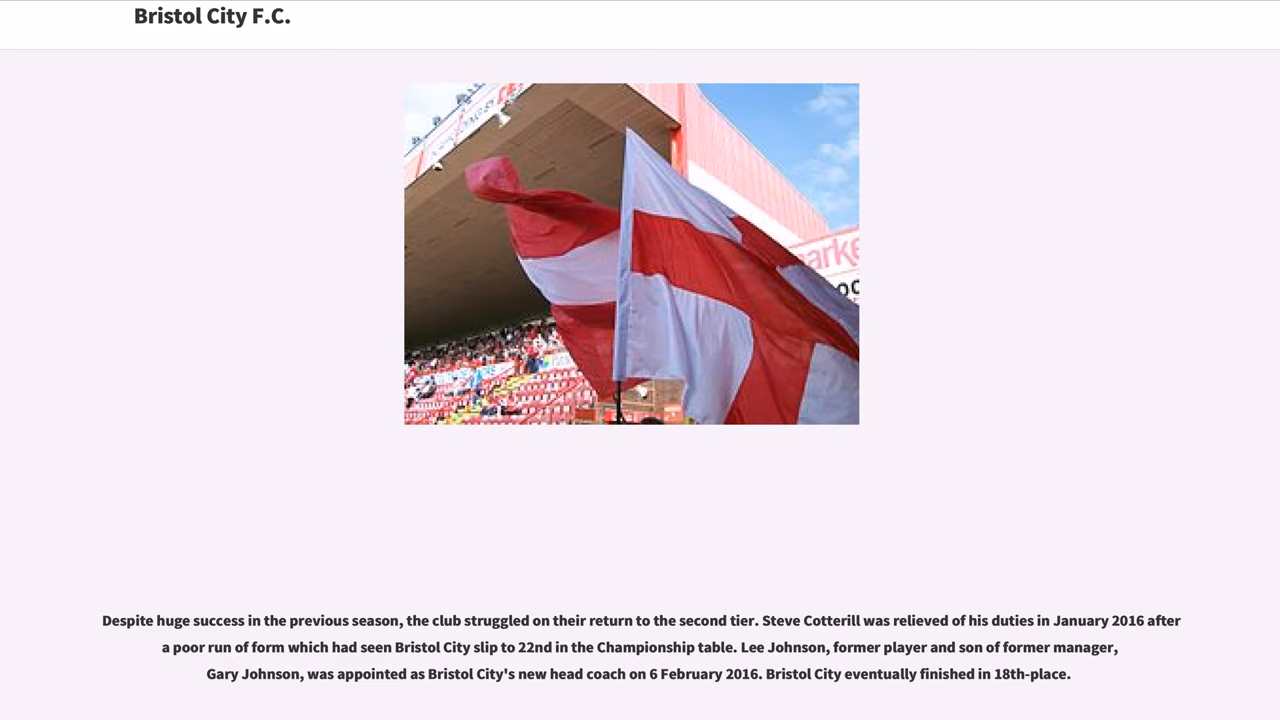 Bristol City F.C.
arke
Despite huge success in the previous season, the club struggled on their return to the second tier. Steve Cotterill was relieved of his duties in January 2016 after
a poor run of form which had seen Bristol City slip to 22nd in the Championship table. Lee Johnson, former player and son of former manager,
Gary Johnson, was appointed as Bristol City's new head coach on 6 February 2016. Bristol City eventually finished in 18th-place.